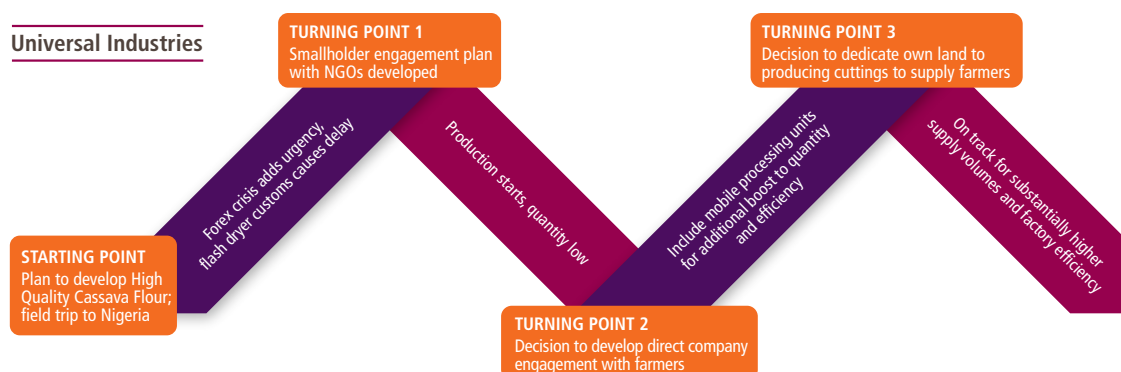 Universal Industries
STARTING POINT
Plan to develop High
Quality Cassava Flour;
field trip to Nigeria
Forex crisis adds urgency,
flash dryer customs causes delay
TURNING POINT 1
Smallholder engagement plan
with NGOs developed
Production starts, quantity low
TURNING POINT 2
Decision to develop direct company
engagement with farmers
Include mobile processing units
for additional boost to quantity
and efficiency
TURNING POINT 3
Decision to dedicate own land to
producing cuttings to supply farmers
On track for substantially higher
supply volumes and factory efficiency